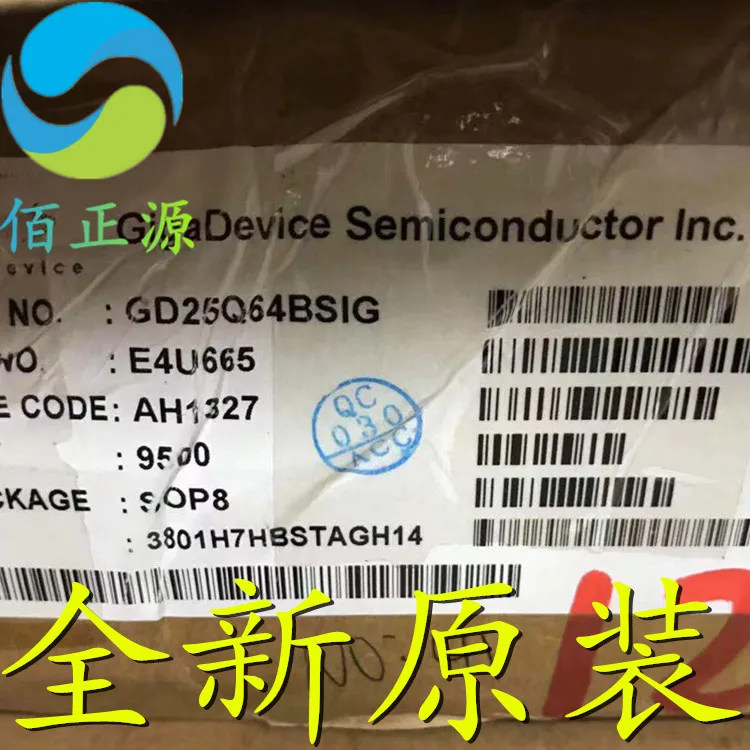 佰正源
GigaDevice Semiconductor Inc.
evice
NO. : GD25Q64BSIG
NO. : E4U665
E CODE: AH1327
: 9500
CKAGE : SOP8
: 3801H7HBSTAGH14
QC
030
ACC
全新原装